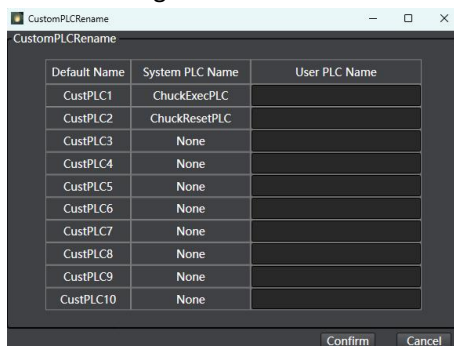 CustomPLCRename
CustomPLCRename
Default Name System PLC Name User PLC Name
CustPLC1 ChuckExecPLC
CustPLC2 ChuckResetPLC
CustPLC3 None
CustPLC4 None
CustPLC5 None
CustPLC6 None
CustPLC7 None
CustPLC8 None
CustPLC9 None
CustPLC10 None
Confirm Cancel